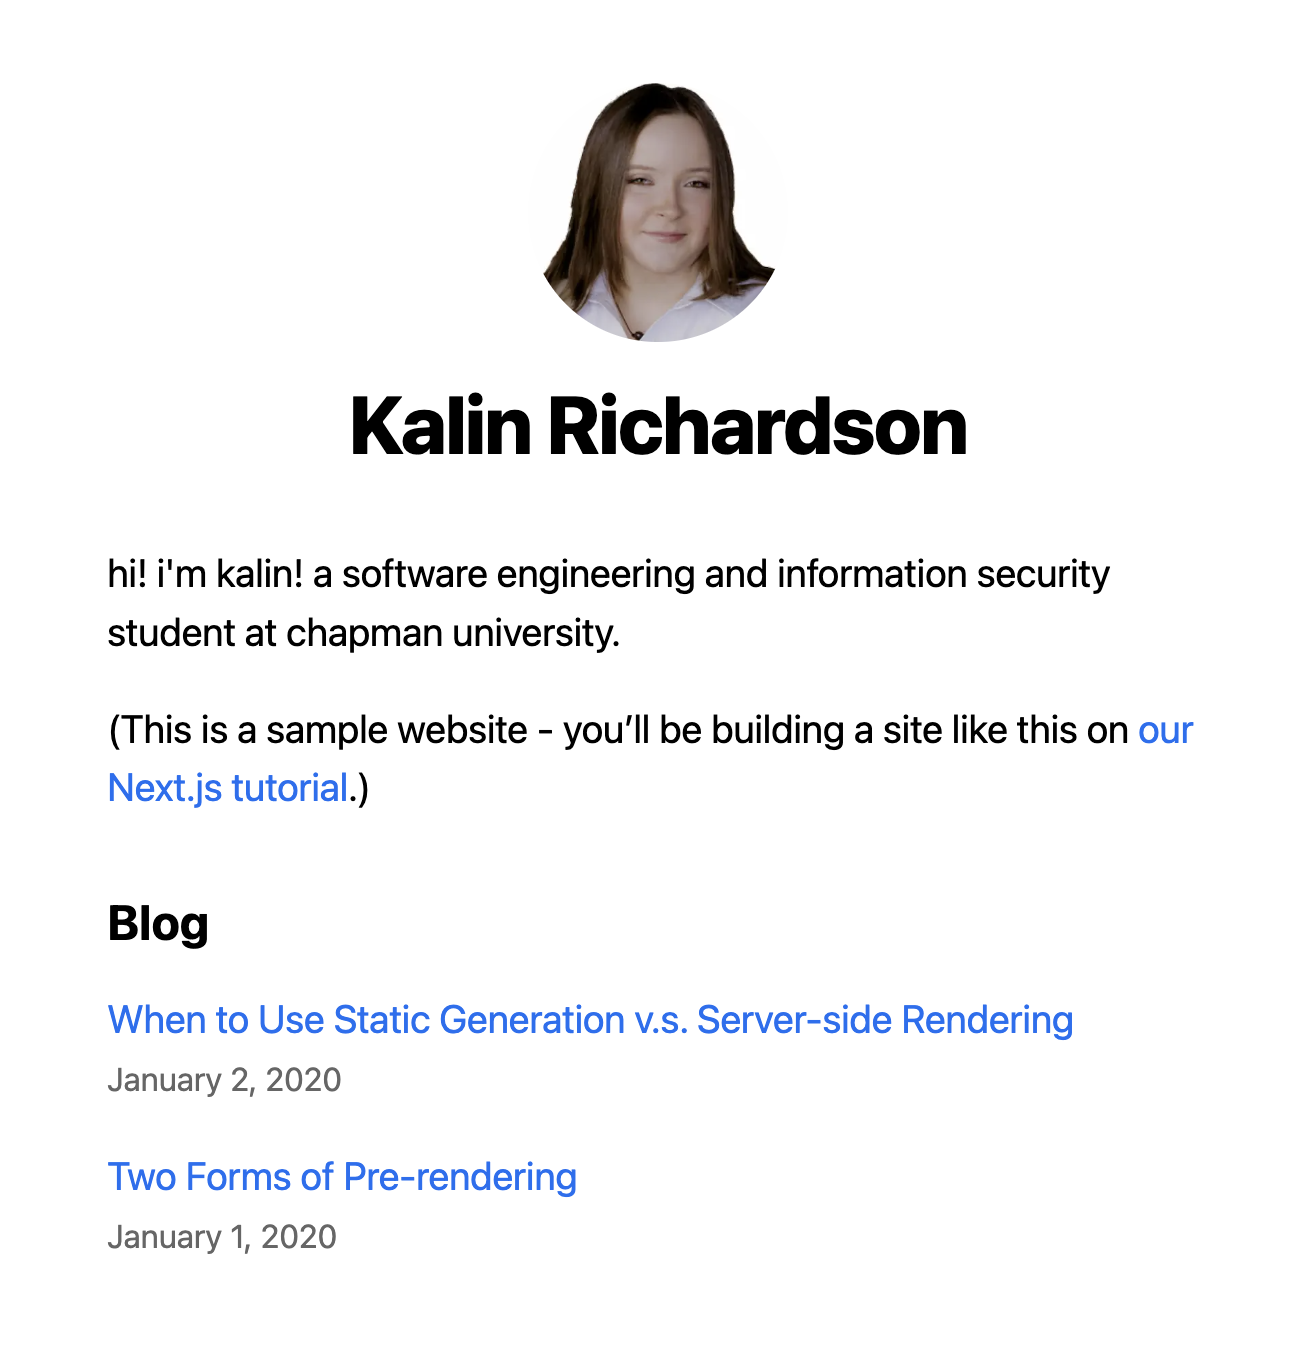 Kalin Richardson
hi! i'm kalin! a software engineering and information security
student at chapman university.
(This is a sample website - you’ll be building a site like this on our
Next.js tutorial.)
Blog
When to Use Static Generation v.s. Server-side Rendering
January 2, 2020
Two Forms of Pre-rendering
January 1, 2020